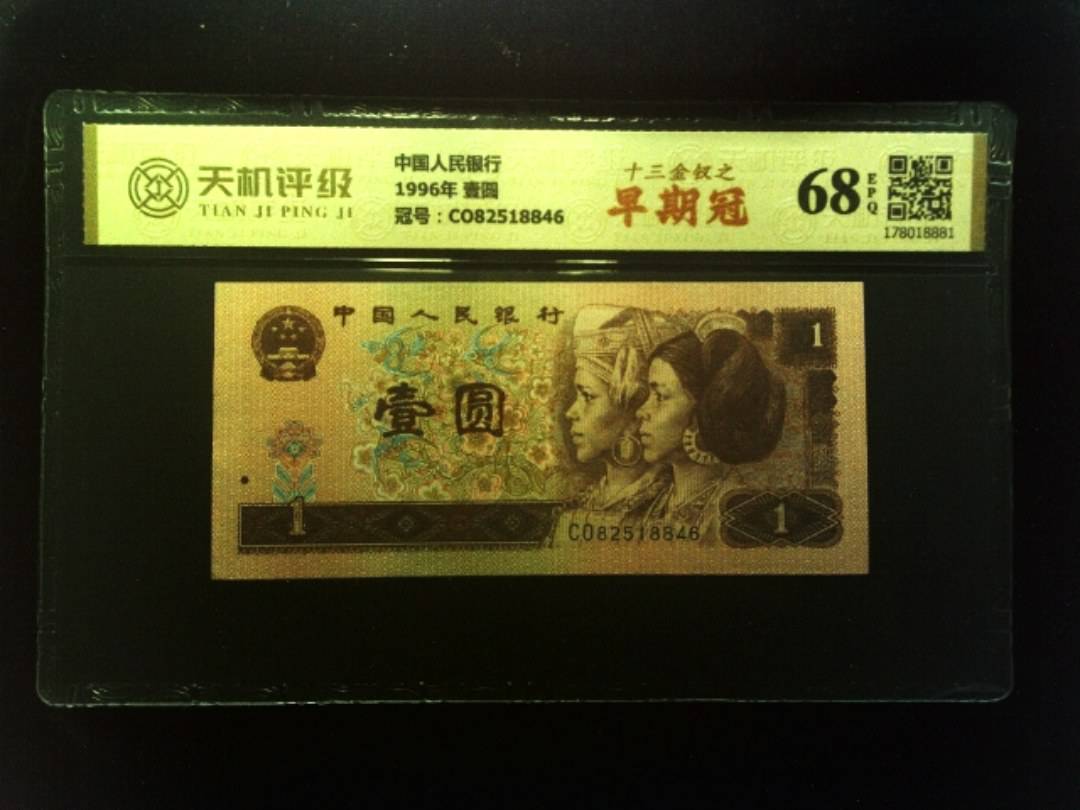 天机评级
TIAN JI PING JI
中国人民银行
1996年 壹圆
冠号：CO82518846
十三金钗之
早期冠
68
EPQ
178018881
中国人民银行
1
壹圆
1
CO82518846
1